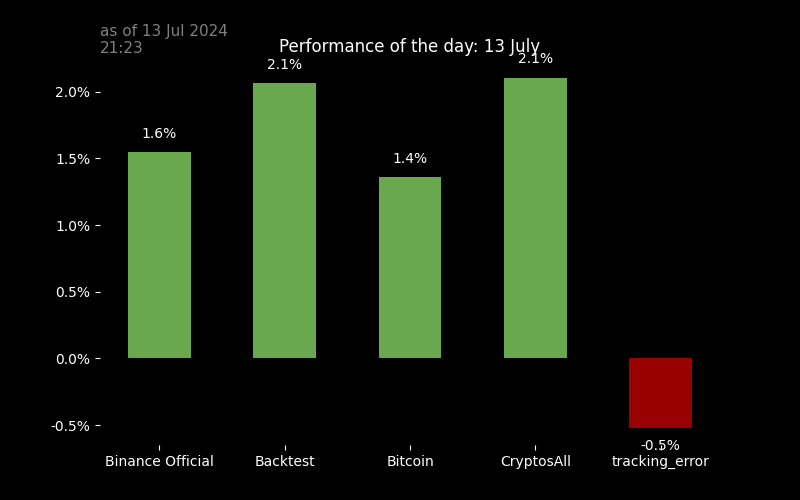 as of 13 Jul 2024
21:23
Performance of the day: 13 July
2.1%
2.1%
2.0%
1.6%
1.5%
1.4%
1.0%
0.5%
0.0%
-0.5%
-0.5%
Binance Official
Backtest
Bitcoin
CryptosAll
tracking_error